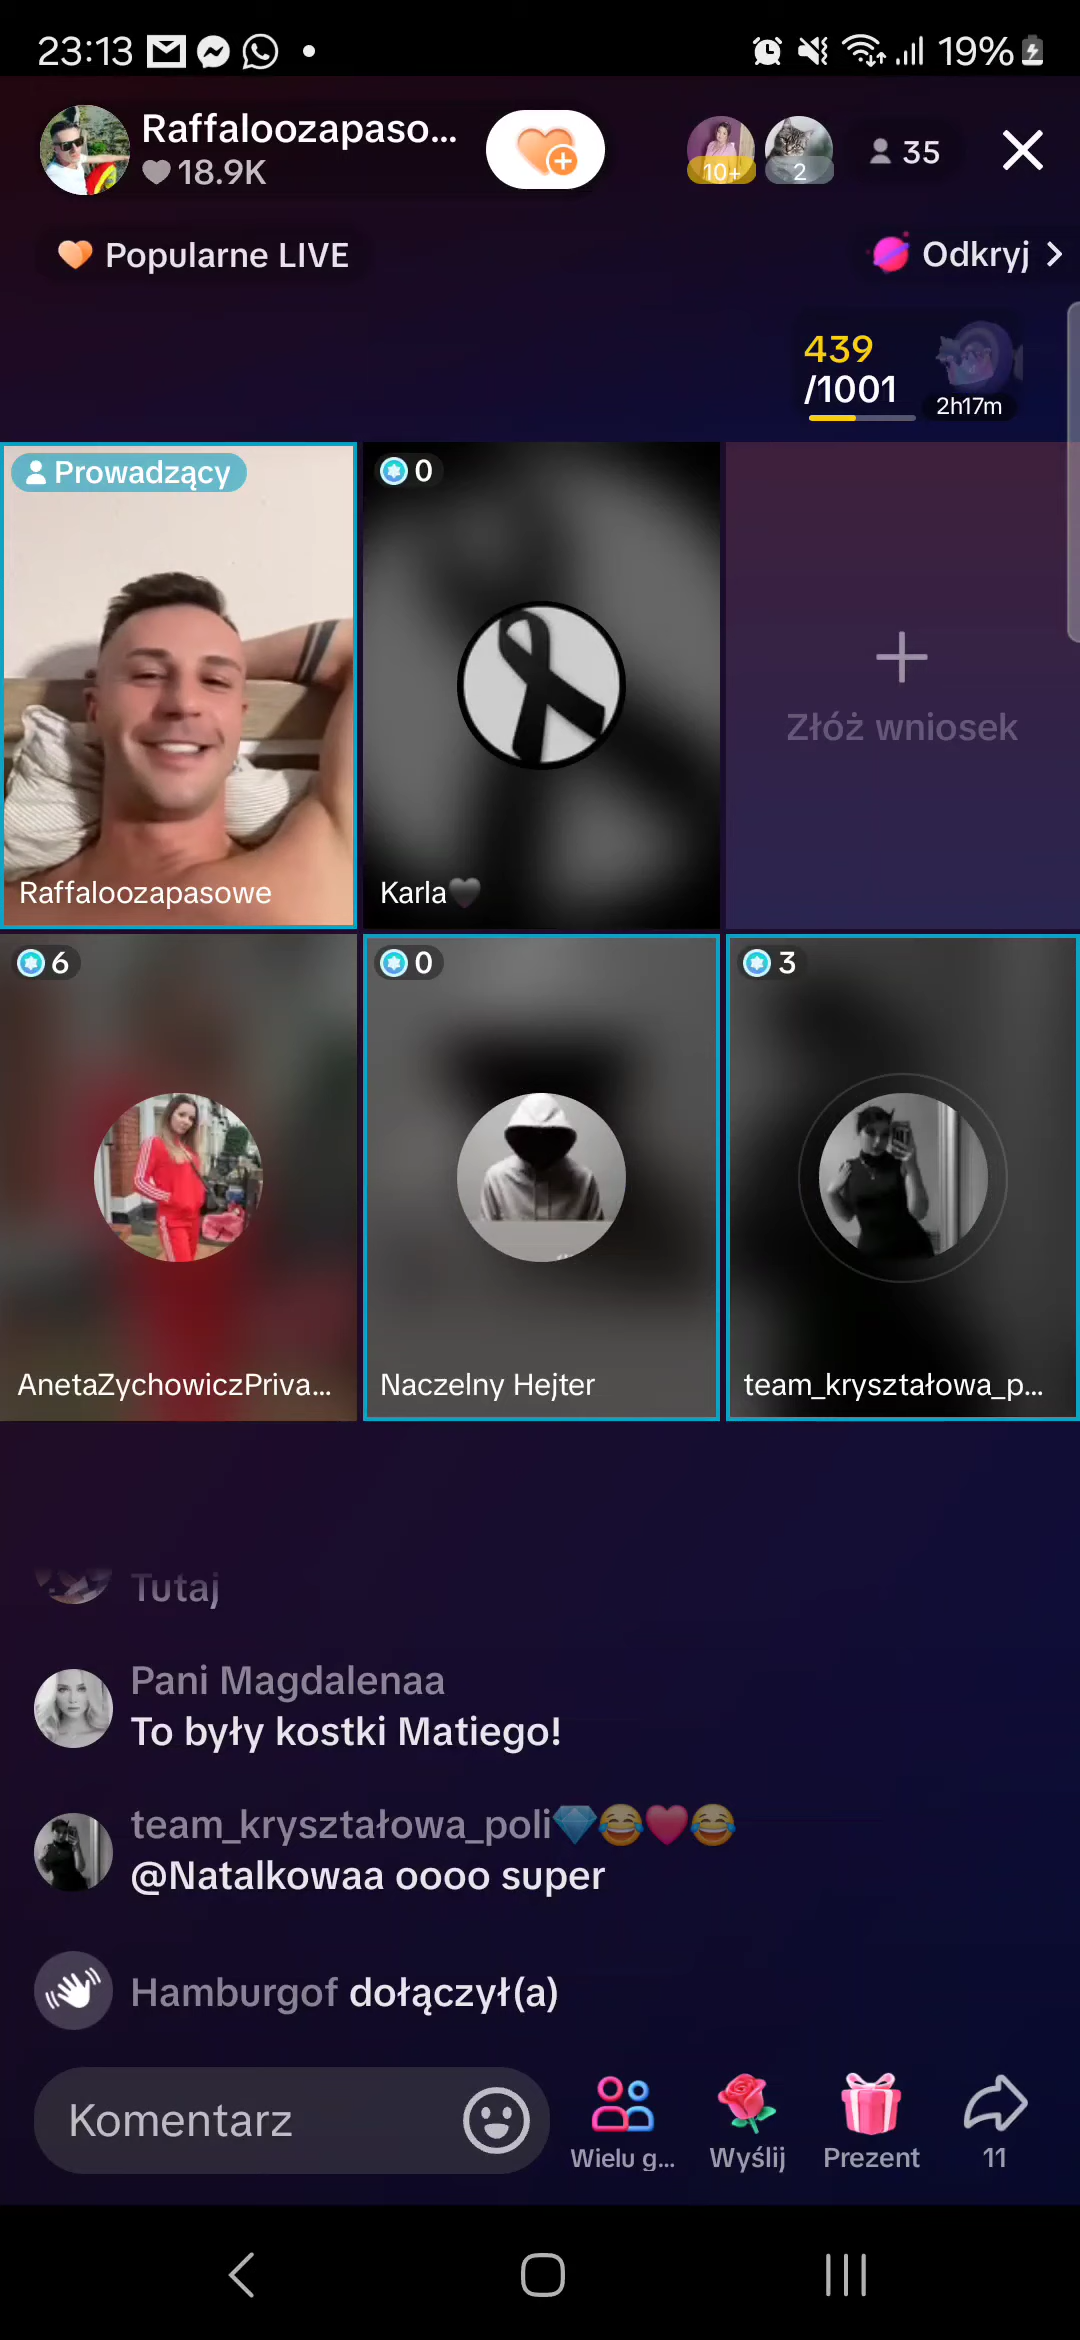 23:13
19%
Raffaloozapaso...
18.9K
10+
2
35
Popularne LIVE
Odkryj
439
/1001
2h17m
Prowadzący
0
Złóż wniosek
Raffaloozapasowe
Karla
6
0
3
AnetaZychowiczPriva...
Naczelny Hejter
team_kryształowa_p...
Tutaj
Pani Magdalenaa
To były kostki Matiego!
team_kryształowa_poli💎😂❤️😂
@Natalkowaa oooo super
Hamburgof dołączył(a)
Komentarz
Wielu g...
Wyślij
Prezent
11